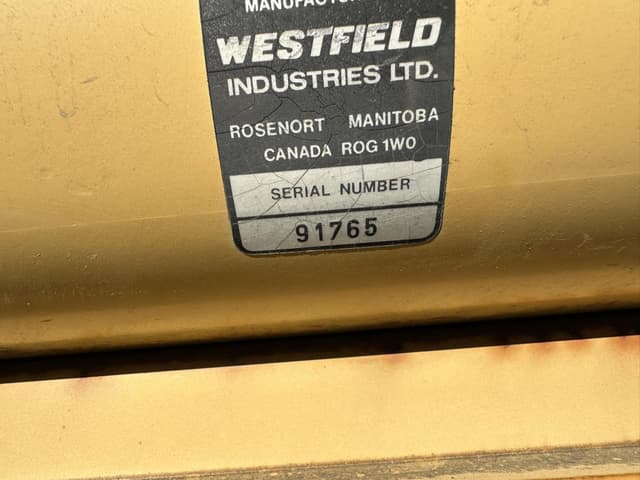 WESTFIELD
INDUSTRIES LTD.
ROSENORT MANITOBA
CANADA ROG 1WO
SERIAL NUMBER
91765